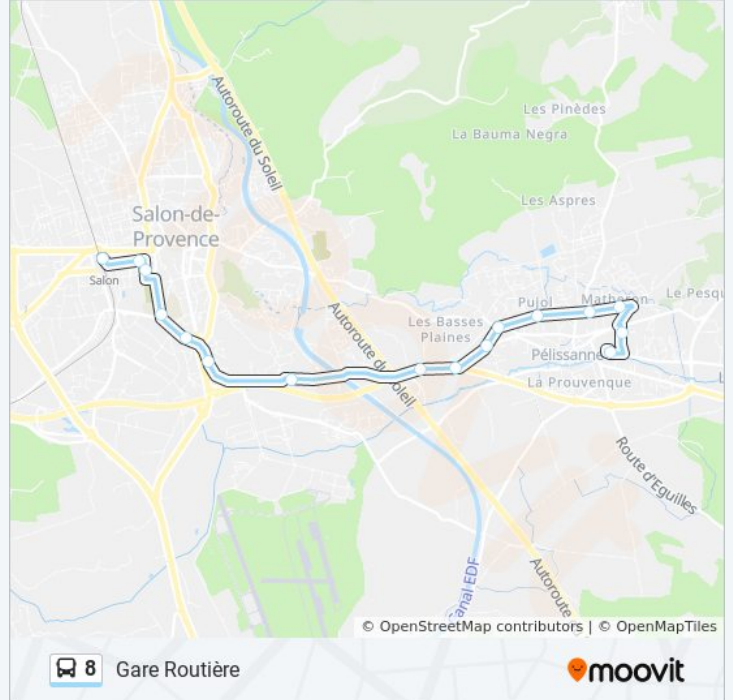 Autoroute du Soleil
Les Pinèdes
La Bauma Negra
Les Aspres
Salon-de-
Provence
Salon
Autoroute du Soleil
Pujol
Matheron
Le Pesqu
Les Basses
Plaines
Pélissanne
La Prouvenque
L
Route d'Eguilles
Canal EDF
Autoroute
© OpenStreetMap contributors | © OpenMapTiles
8 Gare Routière
moovit